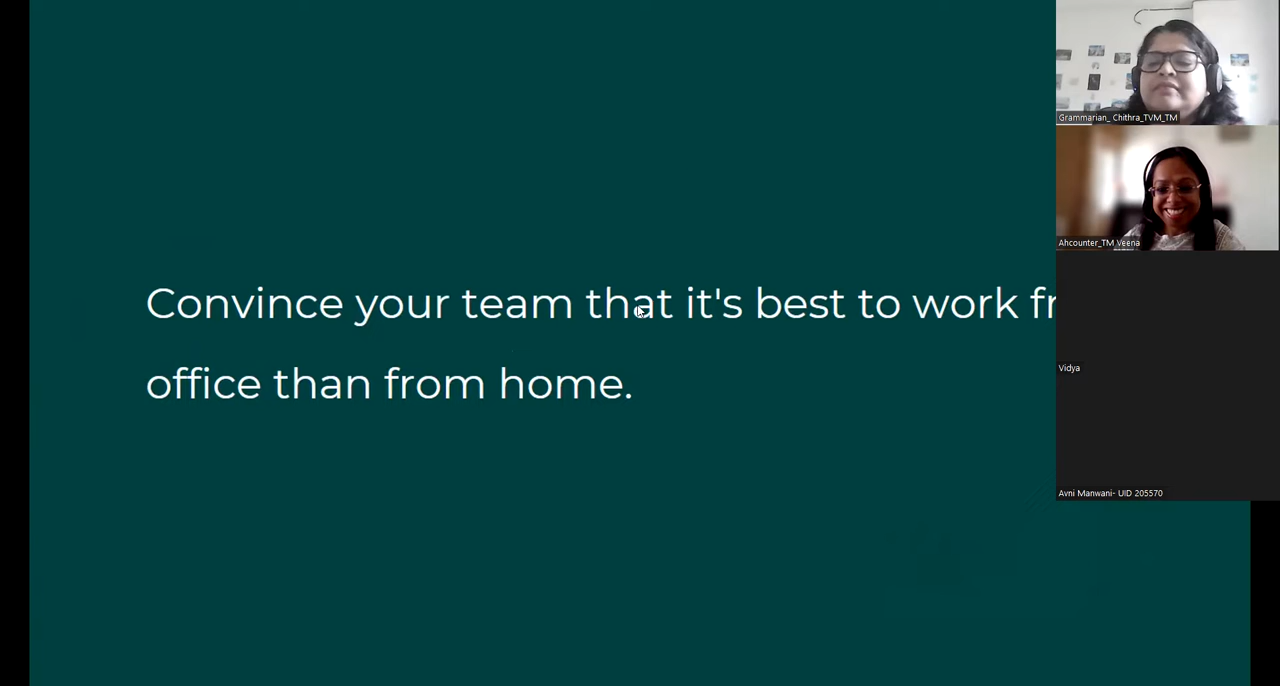 Convince your team that it's best to work fr
office than from home.
Grammarian_ Chithra_TVM_TM
Ahcounter_TM Veena
Vidya
Avni Manwani- UID 205570